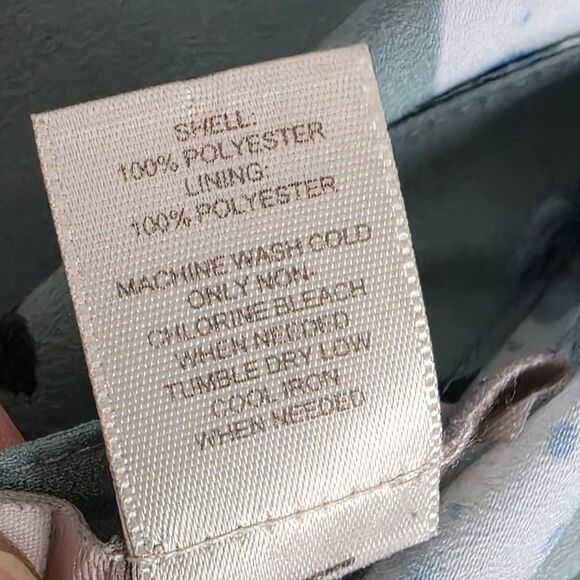 SHELL:
100% POLYESTER
LINING:
100% POLYESTER
MACHINE WASH COLD
ONLY NON.
CHLORINE BLEACH
WHEN NEEDED
TUMBLE DRY LOW
COOL IRON
WHEN NEEDED